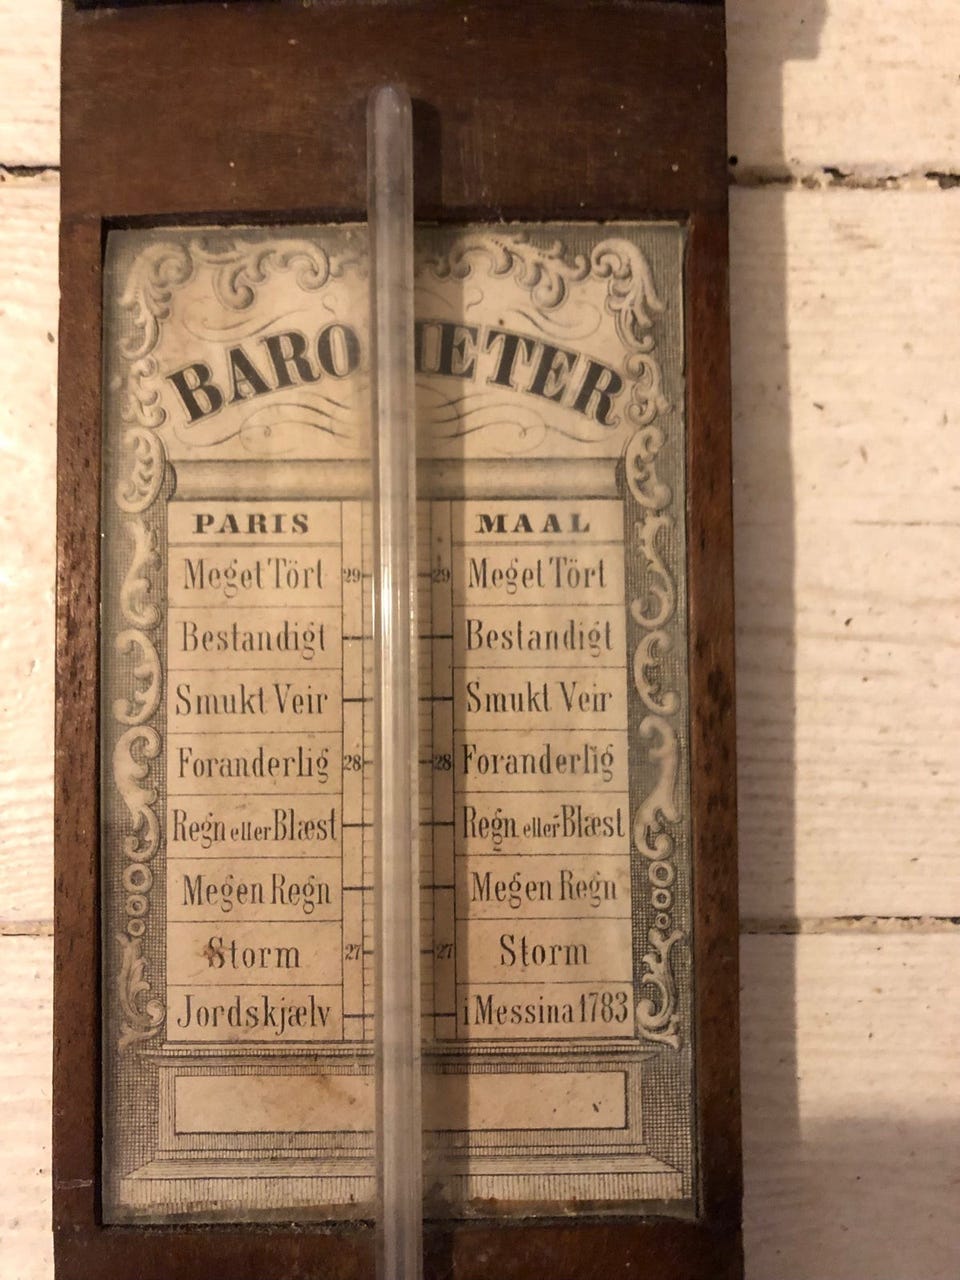 BAROMETER
PARIS MAAL
Meget Tört 29 29 Meget Tört
Bestandigt Bestandigt
Smukt Veir Smukt Veir
Foranderlig 28 28 Foranderlig
Regn eller Blæst Regn eller Blæst
Megen Regn Megen Regn
Storm 27 27 Storm
Jordskjælv i Messina 1783